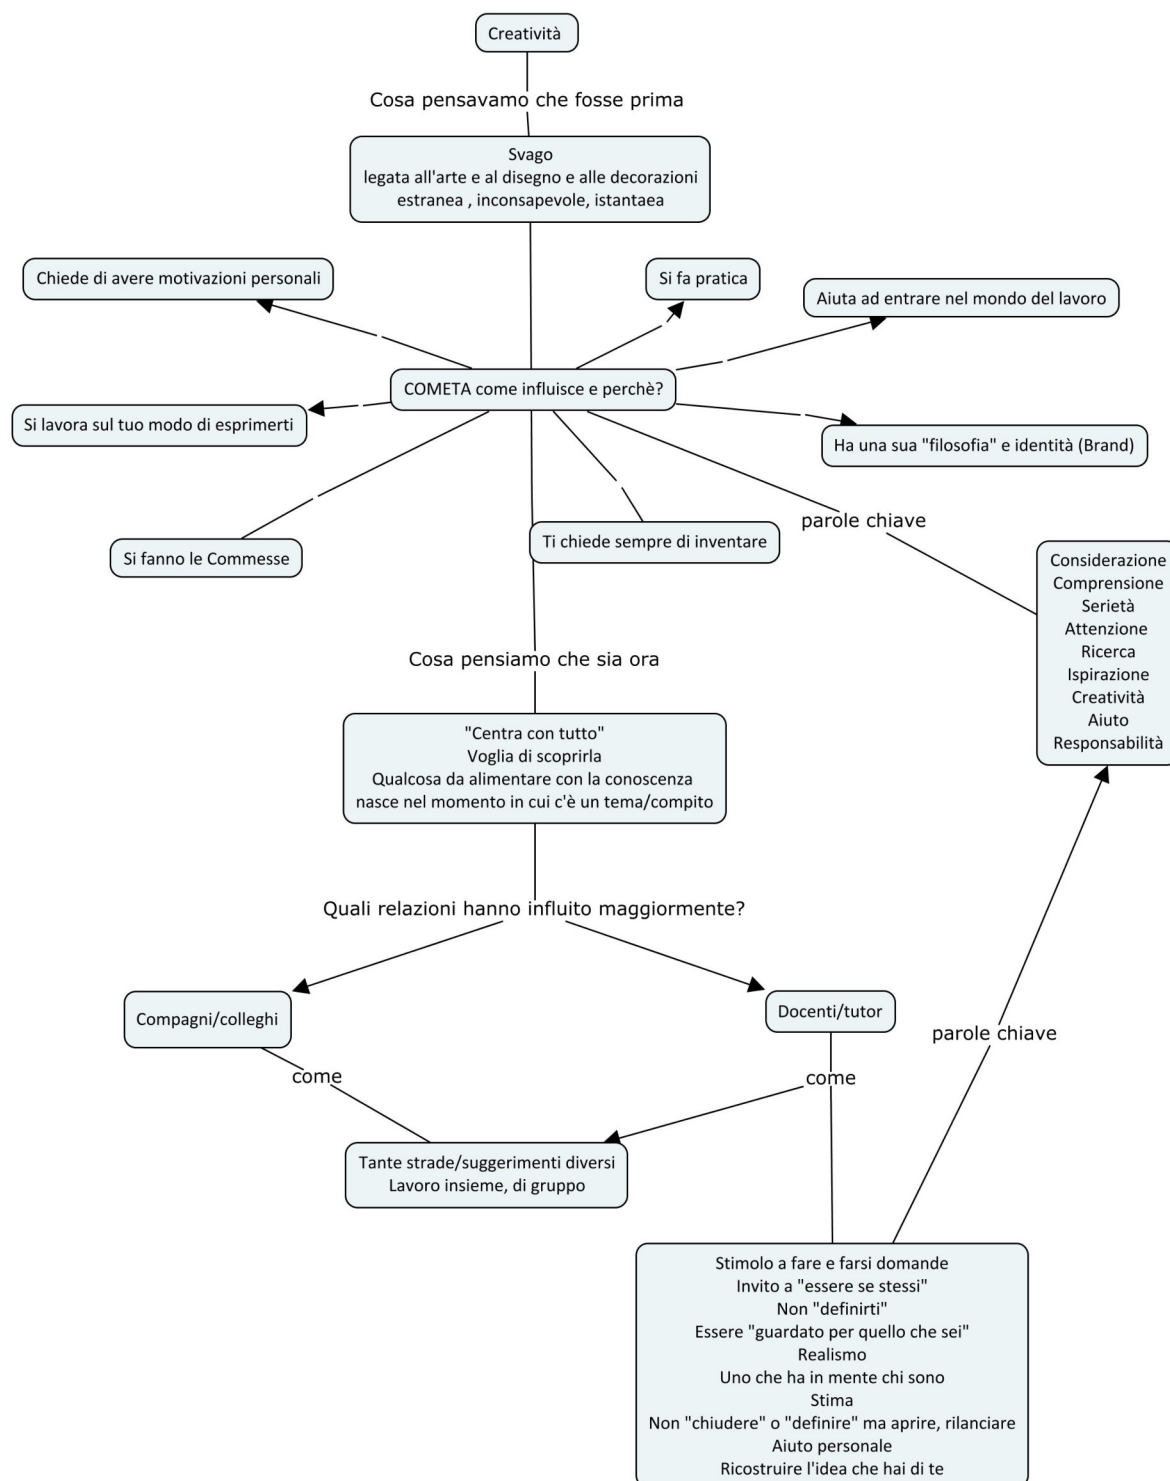 Creatività
Cosa pensavamo che fosse prima
Svago
legata all'arte e al disegno e alle decorazioni
estranea , inconsapevole, istantaea
Chiede di avere motivazioni personali
Si fa pratica
Aiuta ad entrare nel mondo del lavoro
COMETA come influisce e perchè?
Si lavora sul tuo modo di esprimerti
Ha una sua "filosofia" e identità (Brand)
parole chiave
Si fanno le Commesse
Ti chiede sempre di inventare
Considerazione
Comprensione
Serietà
Attenzione
Ricerca
Ispirazione
Creatività
Aiuto
Responsabilità
Cosa pensiamo che sia ora
"Centra con tutto"
Voglia di scoprirla
Qualcosa da alimentare con la conoscenza
nasce nel momento in cui c'è un tema/compito
Quali relazioni hanno influito maggiormente?
Compagni/colleghi
Docenti/tutor
parole chiave
come
come
Tante strade/suggerimenti diversi
Lavoro insieme, di gruppo
Stimolo a fare e farsi domande
Invito a "essere se stessi"
Non "definirti"
Essere "guardato per quello che sei"
Realismo
Uno che ha in mente chi sono
Stima
Non "chiudere" o "definire" ma aprire, rilanciare
Aiuto personale
Ricostruire l'idea che hai di te